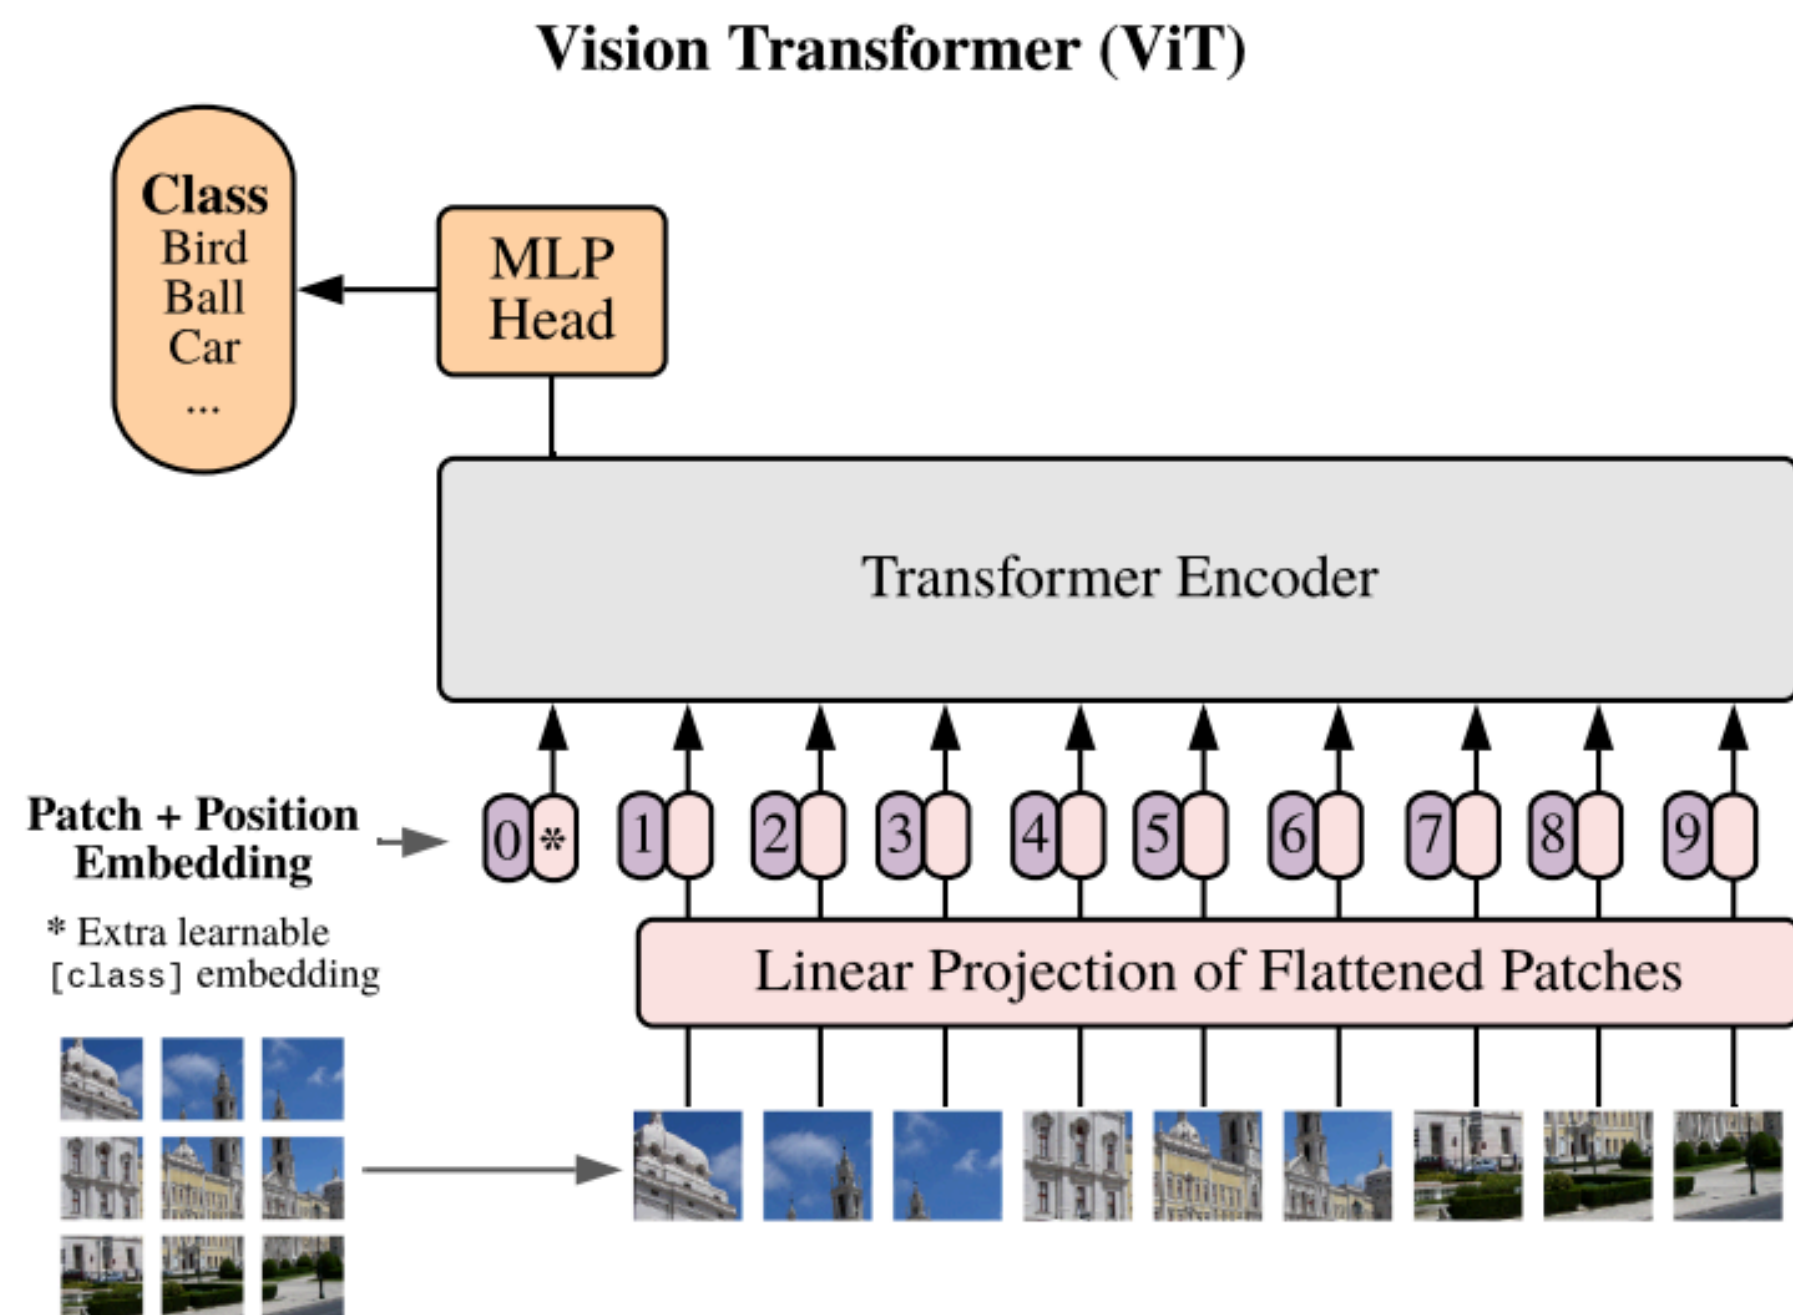 Vision Transformer (ViT)
Class
Bird
Ball
Car
...
MLP
Head
Transformer Encoder
Patch + Position
Embedding
0 * 1 2 3 4 5 6 7 8 9
* Extra learnable
[class] embedding
Linear Projection of Flattened Patches